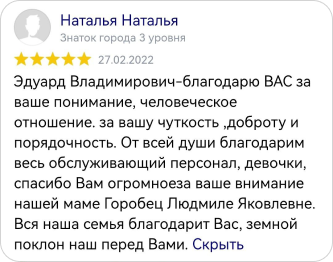 Наталья Наталья
Знаток города 3 уровня
27.02.2022
Эдуард Владимирович-благодарю ВАС за
ваше понимание, человеческое
отношение. за вашу чуткость ,доброту и
порядочность. От всей души благодарим
весь обслуживающий персонал, девочки,
спасибо Вам огромноеза ваше внимание
нашей маме Горобец Людмиле Яковлевне.
Вся наша семья благодарит Вас, земной
поклон наш перед Вами. Скрыть